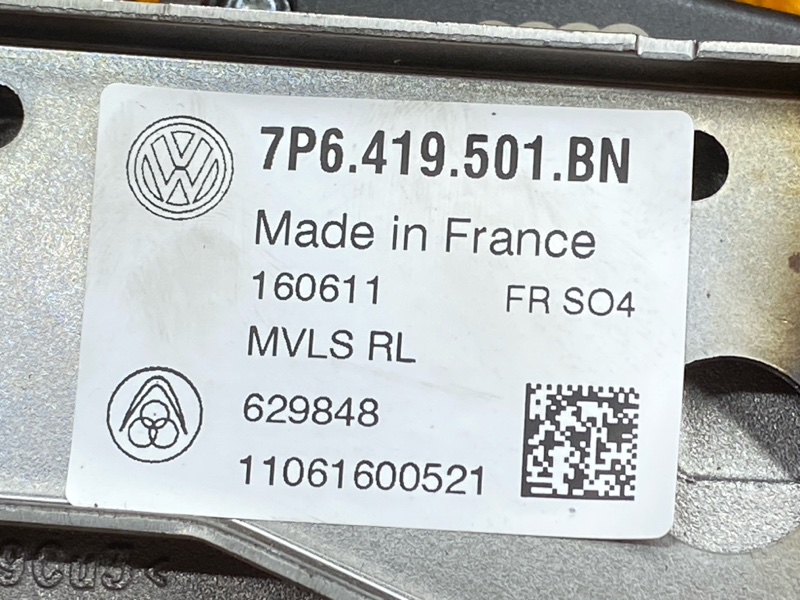 7P6.419.501.BN
Made in France
160611 FR SO4
MVLS RL
629848
11061600521